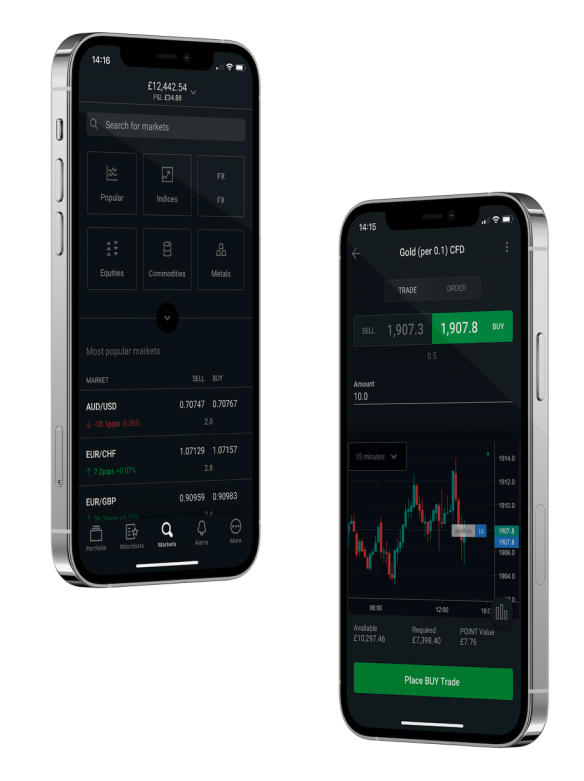 14:16
£12,442.54
P&L £34.88
Search for markets
Popular
Indices
FX
FX
Equities
Commodities
Metals
Most popular markets
MARKET SELL BUY
AUD/USD 0.70747 0.70767
-18.1pips -0.26% 2.0
EUR/CHF 1.07129 1.07157
7.2pips +0.07% 2.8
EUR/GBP 0.90959 0.90983
Portfolio
Watchlists
Markets
Alerts
More
14:15
Gold (per 0.1) CFD
TRADE ORDER
SELL 1,907.3 1,907.8 BUY
0.5
Amount
10.0
15 minutes
1914.0
1912.0
1910.0
10 1907.8
1907.8
1906.0
1904.0
06:00 12:00
Available Required POINT Value
£10,297.46 £7,398.40 £7.76
Place BUY Trade